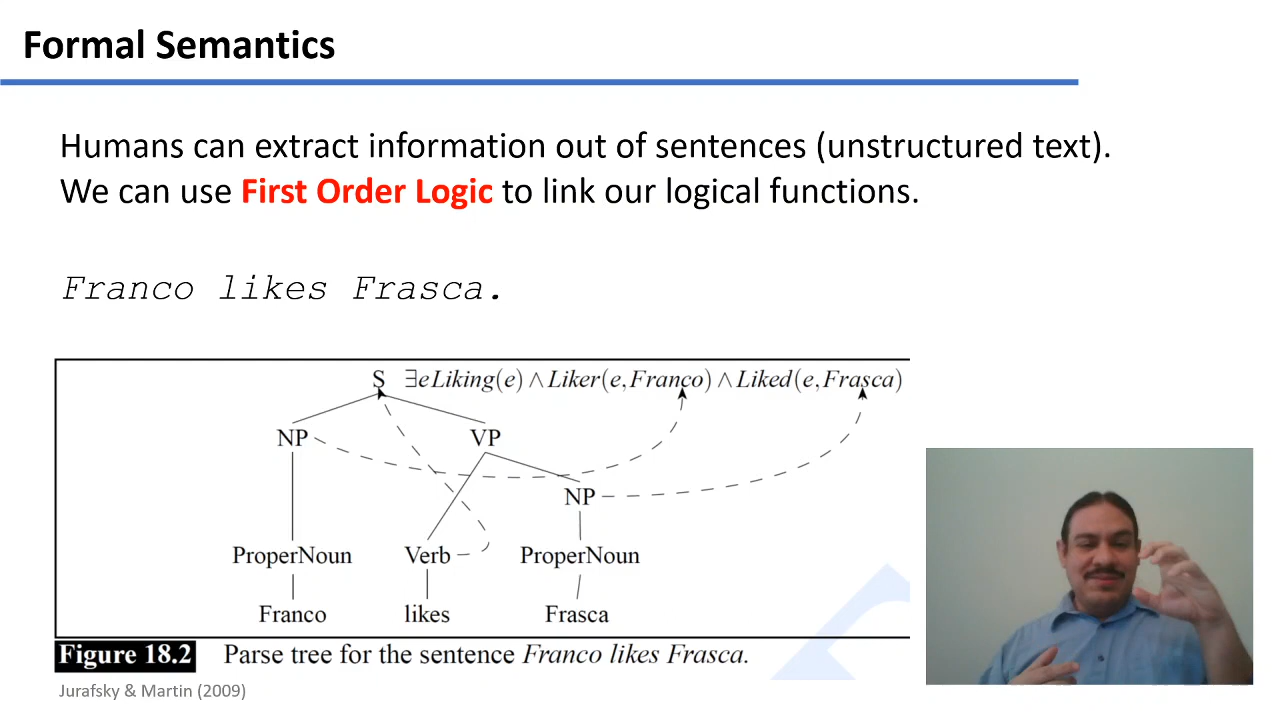 Formal Semantics
Humans can extract information out of sentences (unstructured text).
We can use First Order Logic to link our logical functions.
Franco likes Frasca.
S ∃e Liking(e) ∧ Liker(e, Franco) ∧ Liked(e, Frasca)
NP VP
NP
ProperNoun Verb ProperNoun
Franco likes Frasca
Figure 18.2 Parse tree for the sentence Franco likes Frasca.
Jurafsky & Martin (2009)